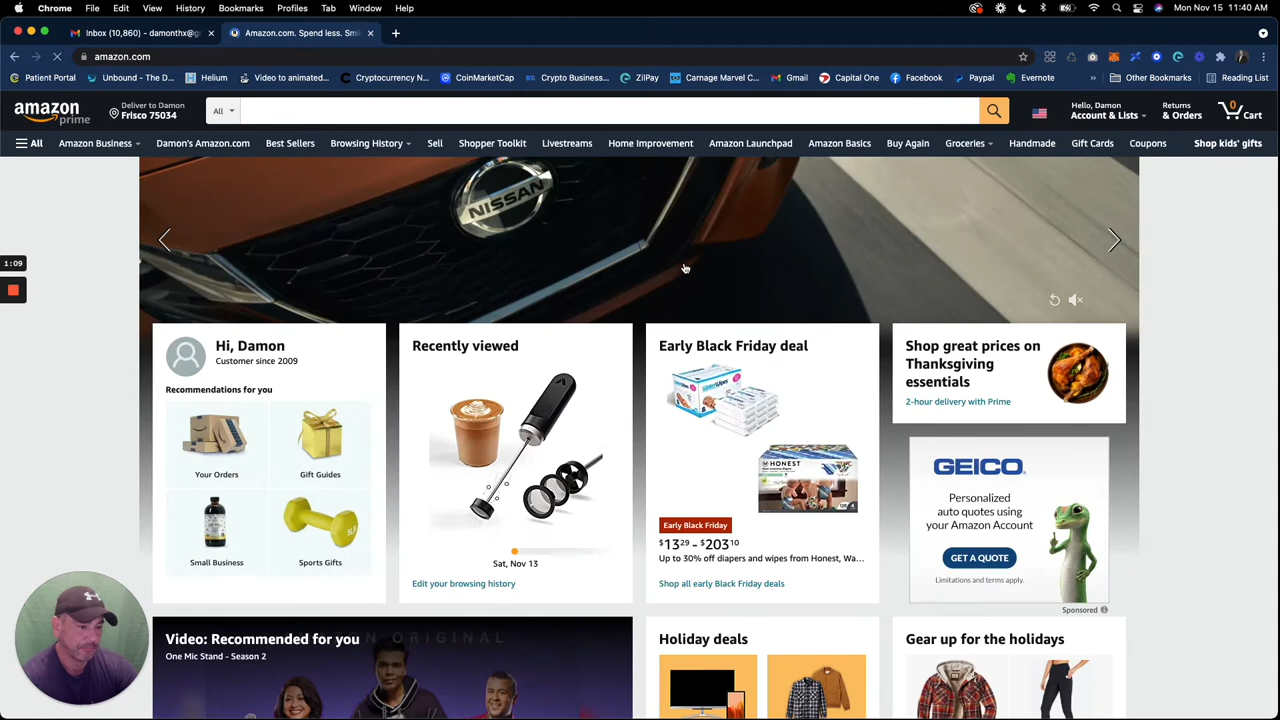 Chrome File Edit View History Bookmarks Profiles Tab Window Help Mon Nov 15 11:40 AM
Inbox (10,860) - damonthx@gr
Amazon.com. Spend less. Smi
amazon.com
Patient Portal Unbound - The D... Helium Video to animated... Cryptocurrency N... CoinMarketCap Crypto Business... ZilPay Carnage Marvel C... Gmail Capital One Facebook Paypal Evernote » Other Bookmarks Reading List
amazon prime
Deliver to Damon
Frisco 75034
All
Hello, Damon
Account & Lists
Returns
& Orders
0
Cart
All Amazon Business Damon's Amazon.com Best Sellers Browsing History Sell Shopper Toolkit Livestreams Home Improvement Amazon Launchpad Amazon Basics Buy Again Groceries Handmade Gift Cards Coupons Shop kids' gifts
NISSAN
1:09
Hi, Damon
Customer since 2009
Recommendations for you
Your Orders
Gift Guides
Small Business
Sports Gifts
Recently viewed
Sat, Nov 13
Edit your browsing history
Early Black Friday deal
HONEST
Early Black Friday
$1329 - $20310
Up to 30% off diapers and wipes from Honest, Wa...
Shop all early Black Friday deals
Shop great prices on
Thanksgiving
essentials
2-hour delivery with Prime
GEICO
Personalized
auto quotes using
your Amazon Account
GET A QUOTE
Limitations and terms apply.
Sponsored
Video: Recommended for you
One Mic Stand - Season 2
N ORIGINAL
Holiday deals
Gear up for the holidays